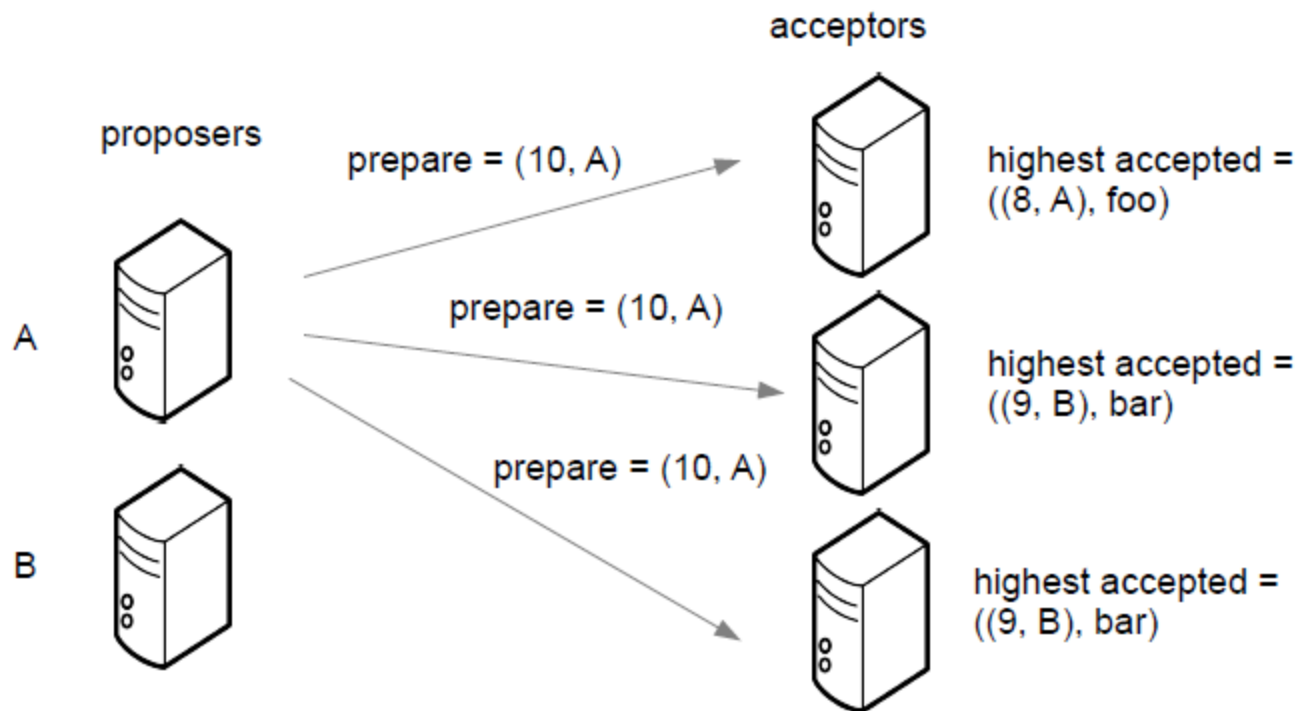 acceptors
proposers
prepare = (10, A)
highest accepted =
((8, A), foo)
prepare = (10, A)
A
highest accepted =
((9, B), bar)
prepare = (10, A)
B
highest accepted =
((9, B), bar)